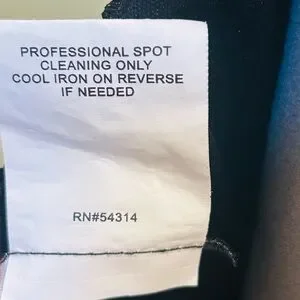 PROFESSIONAL SPOT
CLEANING ONLY
COOL IRON ON REVERSE
IF NEEDED
RN#54314